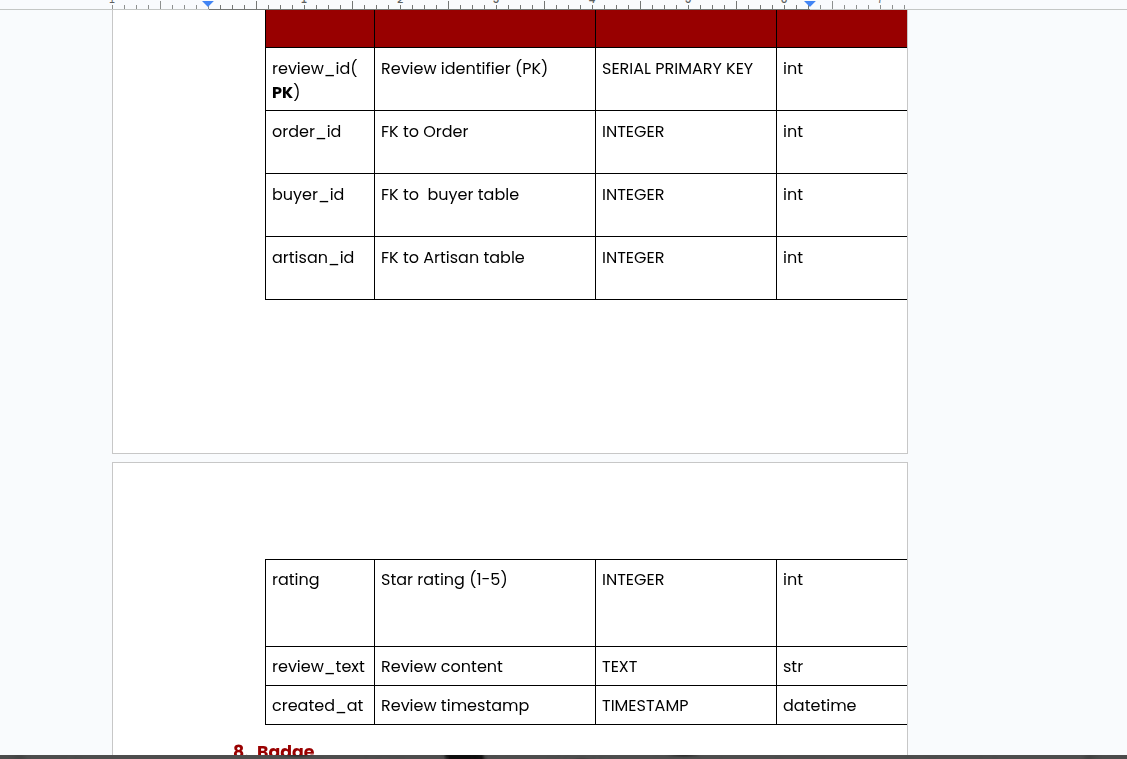 review_id( Review identifier (PK) SERIAL PRIMARY KEY int
PK)
order_id FK to Order INTEGER int
buyer_id FK to  buyer table INTEGER int
artisan_id FK to Artisan table INTEGER int
rating Star rating (1-5) INTEGER int
review_text Review content TEXT str
created_at Review timestamp TIMESTAMP datetime
8. Badge